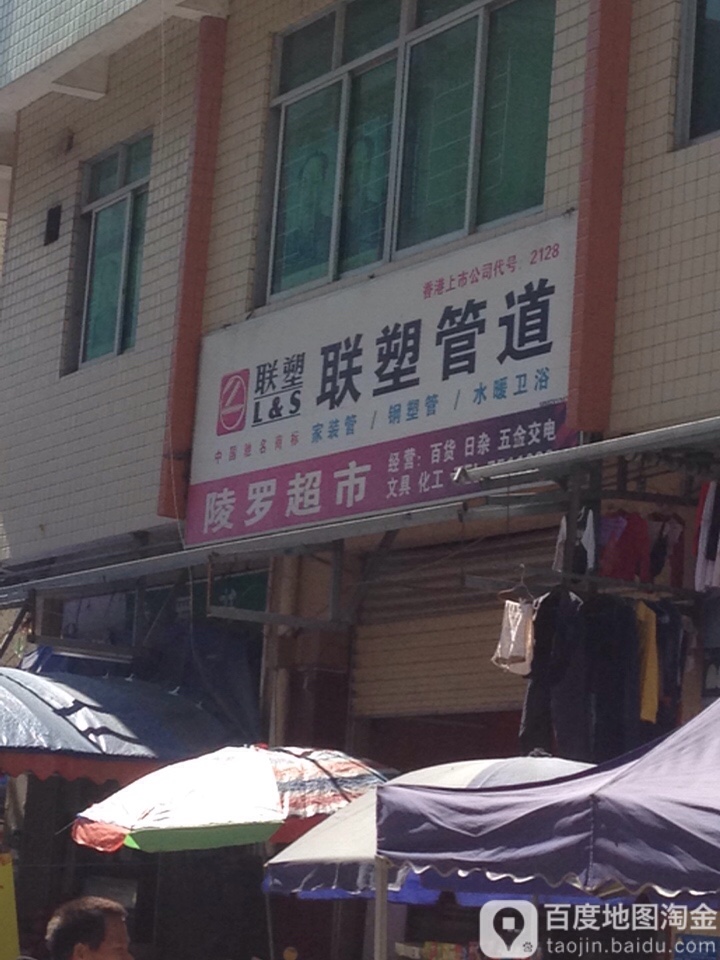 香港上市公司代号：2128
联塑
L&S
联塑管道
中国驰名商标
家装管 / 铜塑管 / 水暖卫浴
陵罗超市
经营：百货 日杂 五金交电
文具 化工
百度地图淘金
taojin.baidu.com